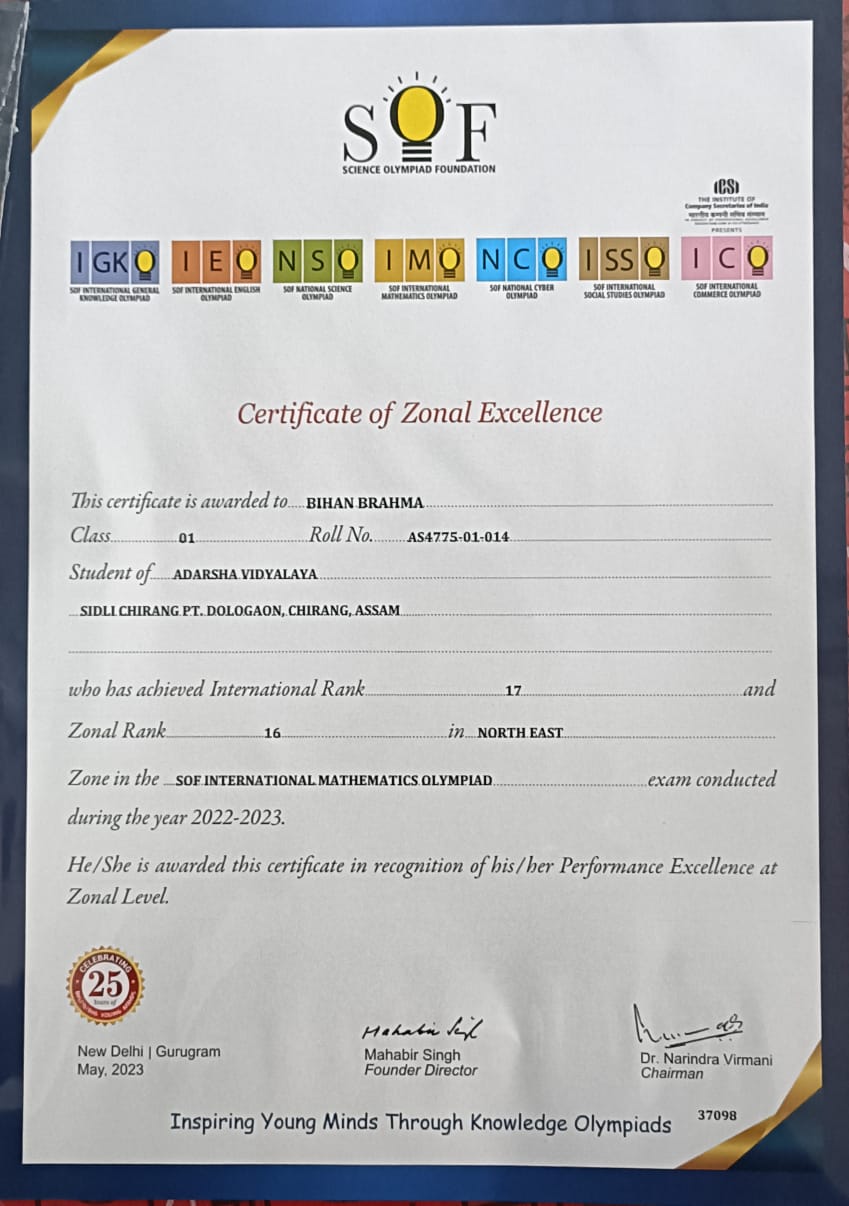 SOF
SCIENCE OLYMPIAD FOUNDATION
ICSI
THE INSTITUTE OF
Company Secretaries of India
भारतीय कम्पनी सचिव संस्थान
PRESENTS
IGKO IEO NSO IMO NCO ISSO ICO
SOF INTERNATIONAL GENERAL KNOWLEDGE OLYMPIAD
SOF INTERNATIONAL ENGLISH OLYMPIAD
SOF NATIONAL SCIENCE OLYMPIAD
SOF INTERNATIONAL MATHEMATICS OLYMPIAD
SOF NATIONAL CYBER OLYMPIAD
SOF INTERNATIONAL SOCIAL STUDIES OLYMPIAD
SOF INTERNATIONAL COMMERCE OLYMPIAD
Certificate of Zonal Excellence
This certificate is awarded to BIHAN BRAHMA
Class 01 Roll No. AS4775-01-014
Student of ADARSHA VIDYALAYA
SIDLI CHIRANG PT. DOLOGAON, CHIRANG, ASSAM
who has achieved International Rank 17 and
Zonal Rank 16 in NORTH EAST
Zone in the SOF INTERNATIONAL MATHEMATICS OLYMPIAD exam conducted
during the year 2022-2023.
He/She is awarded this certificate in recognition of his/her Performance Excellence at
Zonal Level.
CELEBRATING
25
Years of
New Delhi | Gurugram
May, 2023
Mahabir Singh
Mahabir Singh
Founder Director
Dr. Narindra Virmani
Chairman
Inspiring Young Minds Through Knowledge Olympiads
37098